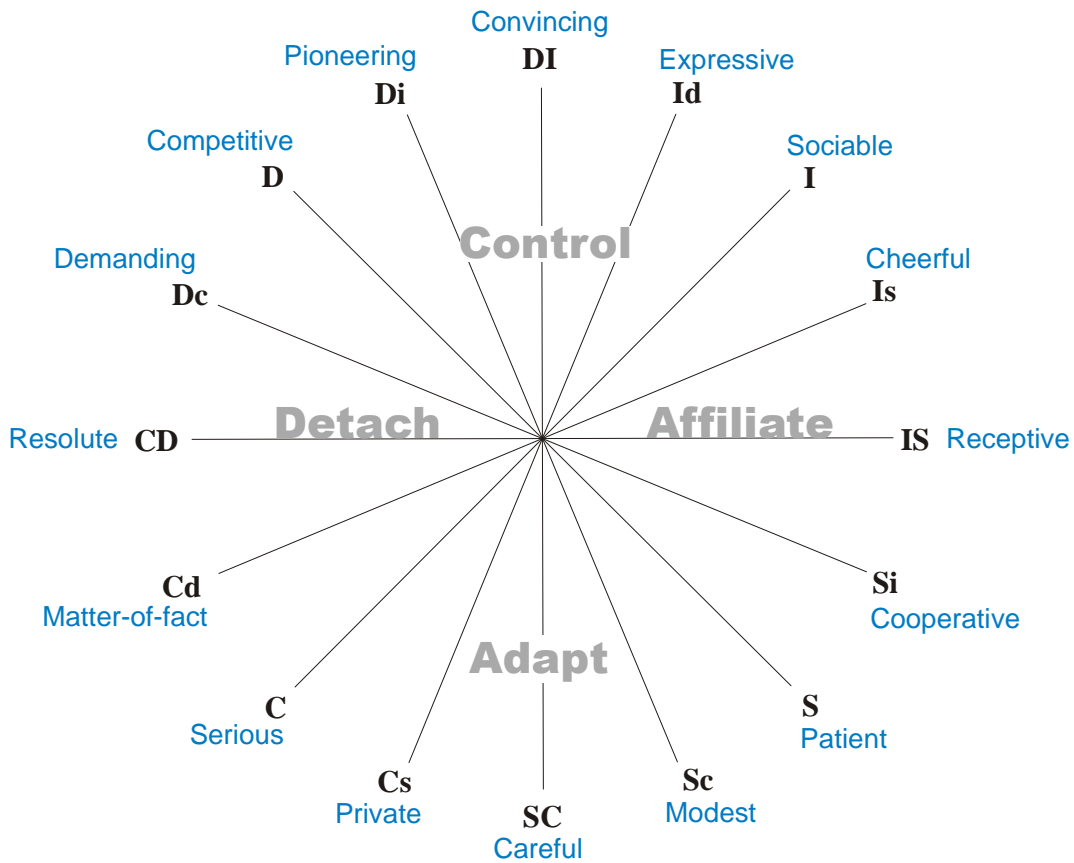 Convincing
DI
Pioneering
Di
Expressive
Id
Competitive
D
Sociable
I
Control
Demanding
Dc
Cheerful
Is
Detach
Affiliate
Resolute CD
IS Receptive
Cd
Matter-of-fact
Si
Cooperative
Adapt
C
Serious
S
Patient
Cs
Private
Sc
Modest
SC
Careful